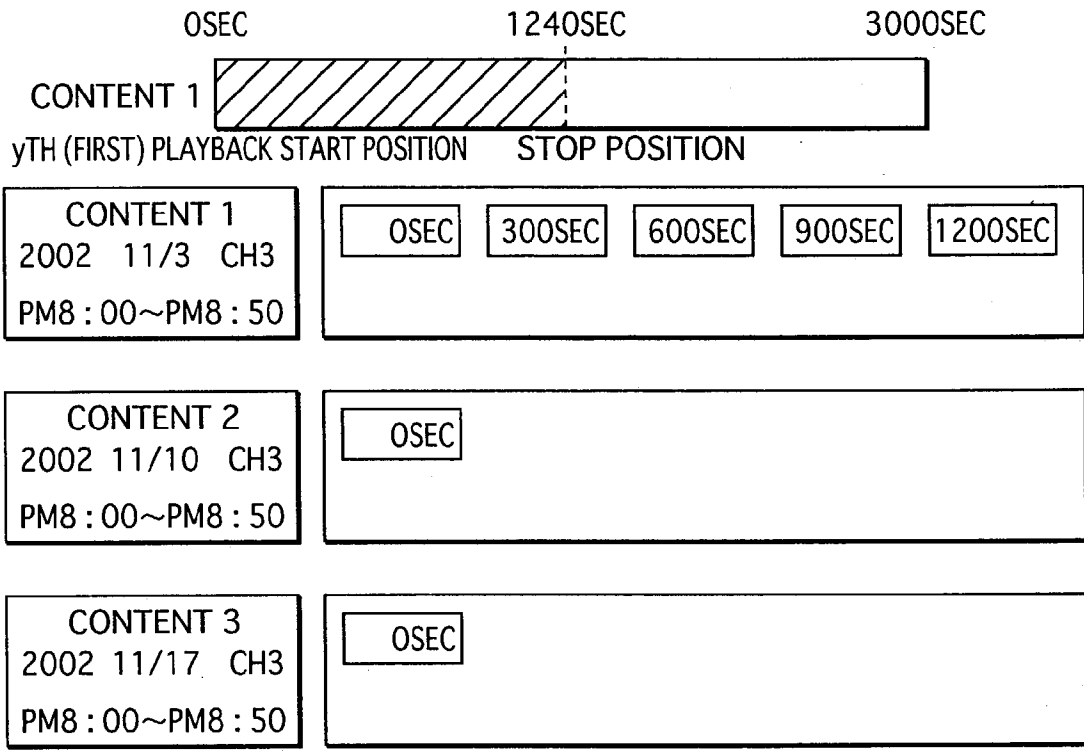 0SEC 1240SEC 3000SEC
CONTENT 1
yTH (FIRST) PLAYBACK START POSITION STOP POSITION
CONTENT 1
2002 11/3 CH3
PM8 : 00~PM8 : 50
0SEC 300SEC 600SEC 900SEC 1200SEC
CONTENT 2
2002 11/10 CH3
PM8 : 00~PM8 : 50
0SEC
CONTENT 3
2002 11/17 CH3
PM8 : 00~PM8 : 50
0SEC